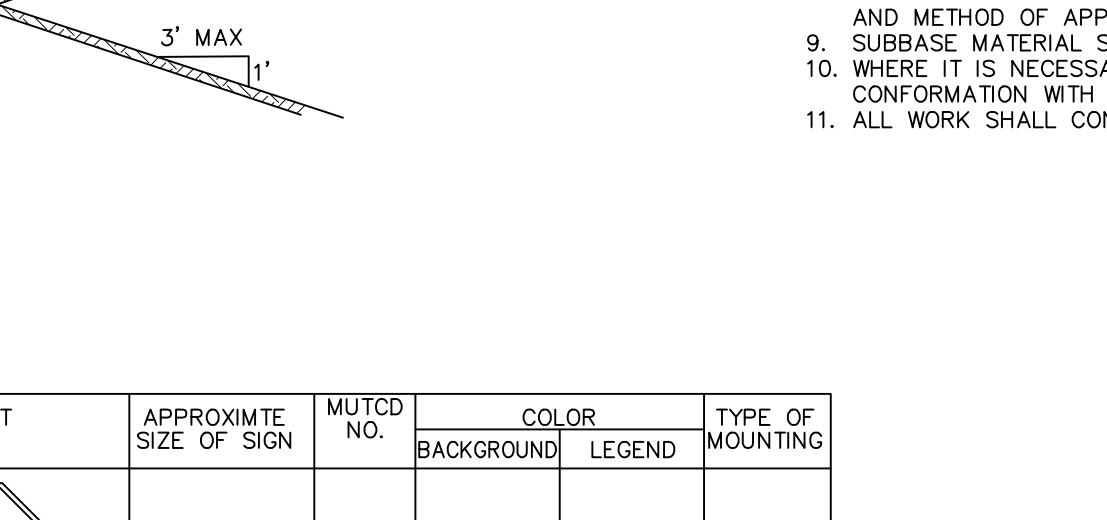 3' MAX
1'
AND METHOD OF APP
9. SUBBASE MATERIAL S
10. WHERE IT IS NECESSA
CONFORMATION WITH
11. ALL WORK SHALL CON
T
APPROXIMTE
SIZE OF SIGN
MUTCD
NO.
COLOR
BACKGROUND
LEGEND
TYPE OF
MOUNTING